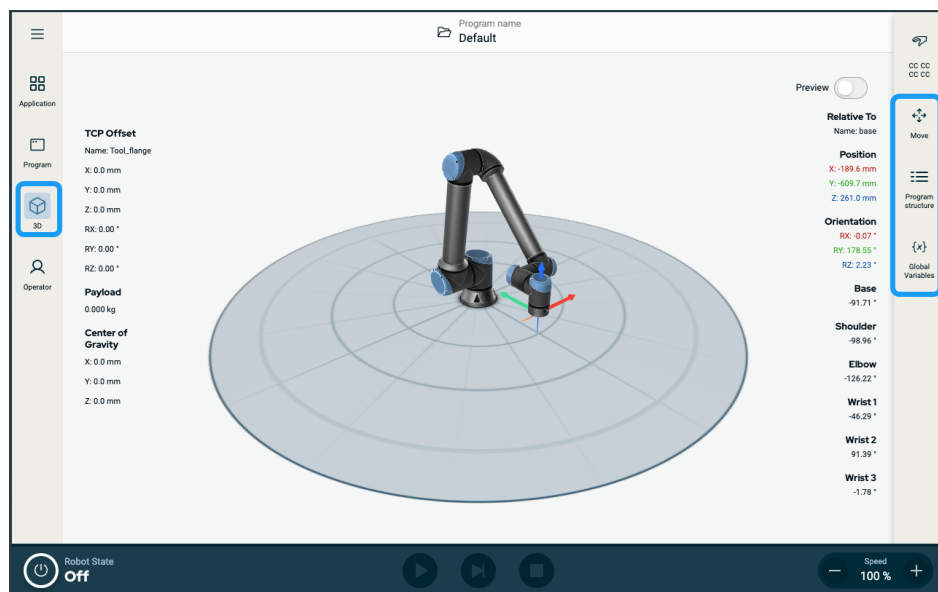 Program name
Default
Application
Program
3D
Operator
TCP Offset
Name: Tool_flange
X: 0.0 mm
Y: 0.0 mm
Z: 0.0 mm
RX: 0.00 °
RY: 0.00 °
RZ: 0.00 °
Payload
0.000 kg
Center of
Gravity
X: 0.0 mm
Y: 0.0 mm
Z: 0.0 mm
Preview
Relative To
Name: base
Position
X: -189.6 mm
Y: -609.7 mm
Z: 261.0 mm
Orientation
RX: -0.07 °
RY: 178.55 °
RZ: 2.23 °
Base
-91.71 °
Shoulder
-98.96 °
Elbow
-126.22 °
Wrist 1
-46.29 °
Wrist 2
91.39 °
Wrist 3
-1.78 °
CC CC
CC CC
Move
Program
structure
{x}
Global
Variables
Robot State
Off
Speed
100 %